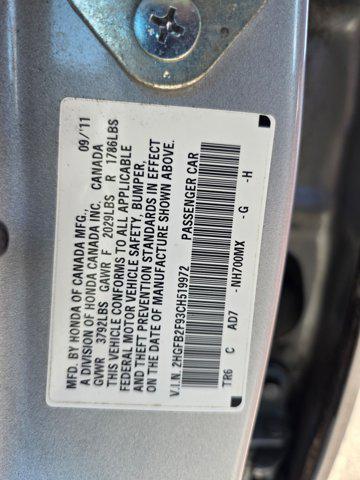 MFD. BY HONDA OF CANADA MFG. 09/'11
A DIVISION OF HONDA CANADA INC, CANADA
GVWR 3792LBS GAWR F 2029LBS R 1786LBS
THIS VEHICLE CONFORMS TO ALL APPLICABLE
FEDERAL MOTOR VEHICLE SAFETY, BUMPER,
AND THEFT PREVENTION STANDARDS IN EFFECT
ON THE DATE OF MANUFACTURE SHOWN ABOVE.
V.I.N. 2HGFB2F93CH519972 PASSENGER CAR
TR6 C AD7 -NH700MX -G -H